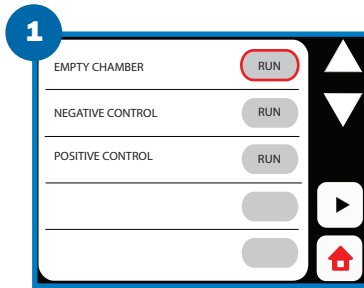 1
EMPTY CHAMBER RUN
NEGATIVE CONTROL RUN
POSITIVE CONTROL RUN